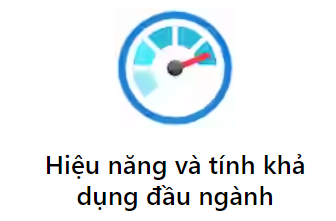 Hiệu năng và tính khả
dụng đầu ngành